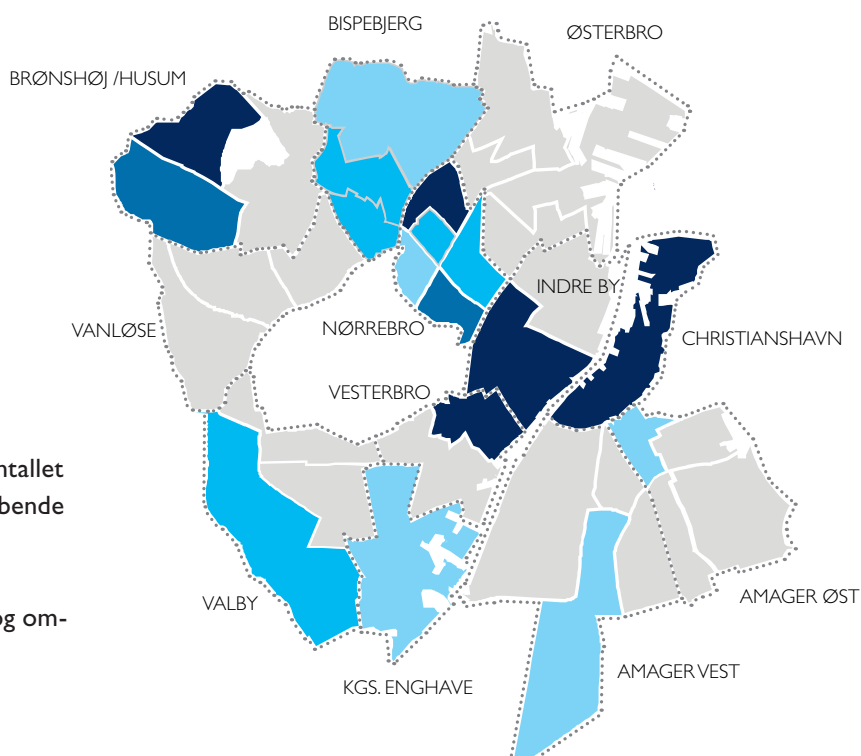 BISPEBJERG
ØSTERBRO
BRØNSHØJ /HUSUM
INDRE BY
VANLØSE
NØRREBRO
CHRISTIANSHAVN
VESTERBRO
ntallet
bende
og om-
VALBY
AMAGER ØST
AMAGER VEST
KGS. ENGHAVE